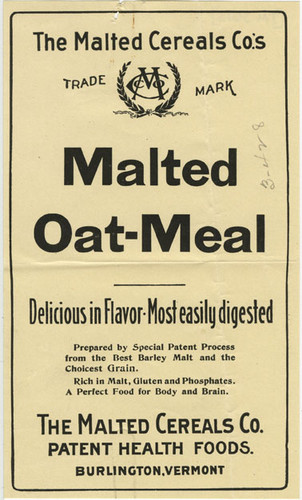 The Malted Cereals Co's
TRADE MARK
Malted
Oat-Meal
Delicious in Flavor-Most easily digested
Prepared by Special Patent Process
from the Best Barley Malt and the
Choicest Grain.
Rich in Malt, Gluten and Phosphates.
A Perfect Food for Body and Brain.
THE MALTED CEREALS CO.
PATENT HEALTH FOODS.
BURLINGTON, VERMONT